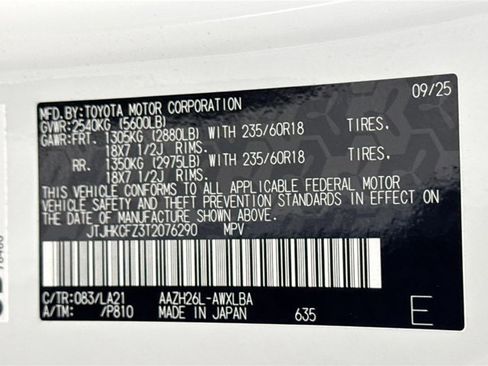 MFD.BY:TOYOTA MOTOR CORPORATION 09/25
GVWR:2540KG (5600LB)
GAWR:FRT. 1305KG (2880LB) WITH 235/60R18 TIRES,
18X7 1/2J RIMS.
RR. 1350KG (2975LB) WITH 235/60R18 TIRES,
18X7 1/2J RIMS.
THIS VEHICLE CONFORMS TO ALL APPLICABLE FEDERAL MOTOR
VEHICLE SAFETY AND THEFT PREVENTION STANDARDS IN EFFECT ON
THE DATE OF MANUFACTURE SHOWN ABOVE.
JTJHKCFZ3T2076290 MPV
C/TR:083/LA21 AAZH26L-AWXLBA
A/TM: /P810 MADE IN JAPAN 635 E